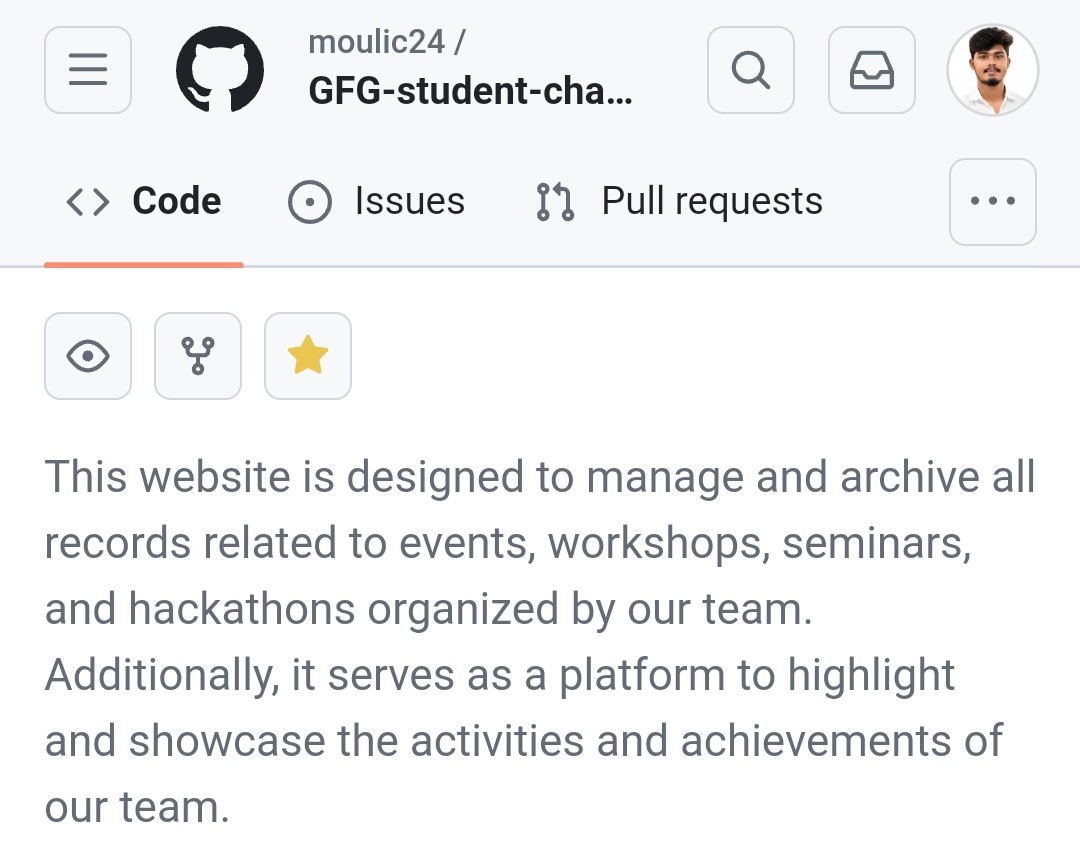 moulic24 /
GFG-student-cha...
Code Issues Pull requests
This website is designed to manage and archive all
records related to events, workshops, seminars,
and hackathons organized by our team.
Additionally, it serves as a platform to highlight
and showcase the activities and achievements of
our team.